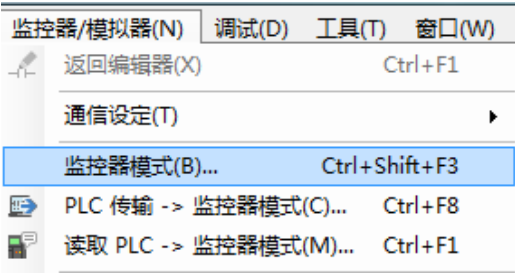 监控器/模拟器(N) 调试(D) 工具(T) 窗口(W)
返回编辑器(X) Ctrl+F1
通信设定(T)
监控器模式(B)... Ctrl+Shift+F3
PLC 传输 -> 监控器模式(C)... Ctrl+F8
读取 PLC -> 监控器模式(M)... Ctrl+F1